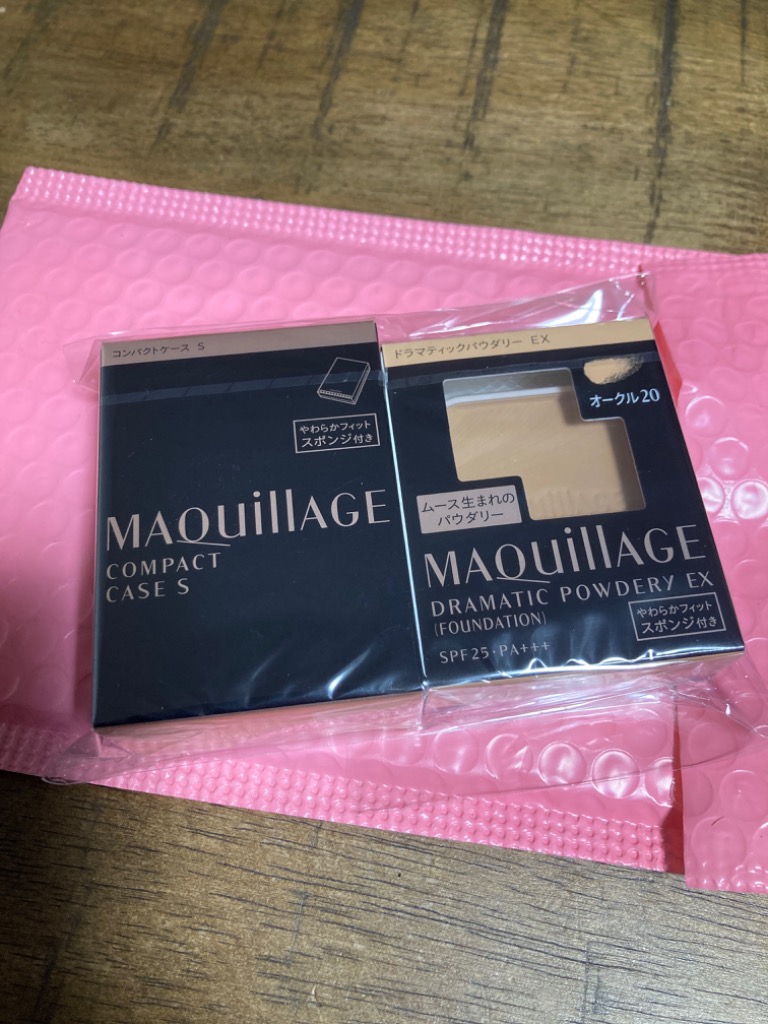 コンパクトケース S
やわらかフィット
スポンジ付き
MAQuillAGE
COMPACT
CASE S
ドラマティックパウダリー EX
オークル20
ムース生まれの
パウダリー
MAQuillAGE
DRAMATIC POWDERY EX
(FOUNDATION)
やわらかフィット
スポンジ付き
SPF25・PA+++